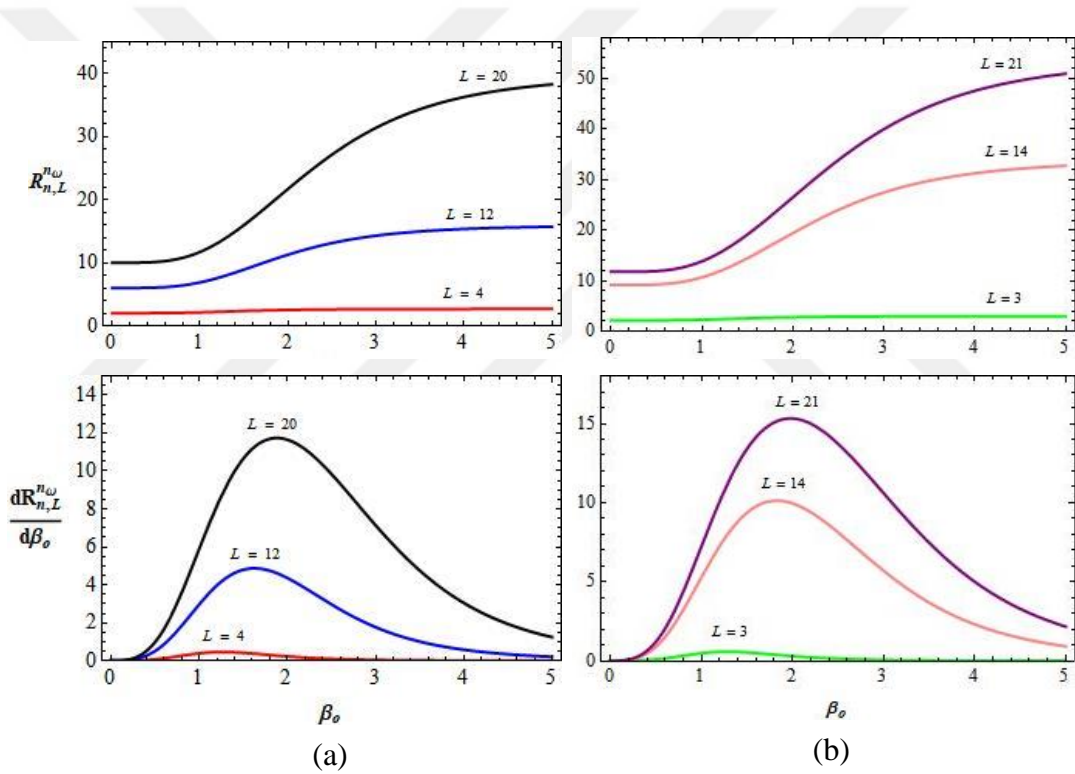 40
30
20
10
0
R_{n,L}^{n_ω}
L = 20
L = 12
L = 4
0 1 2 3 4 5
50
40
30
20
10
0
L = 21
L = 14
L = 3
0 1 2 3 4 5
14
12
10
8
6
4
2
0
dR_{n,L}^{n_ω}
dβ_o
L = 20
L = 12
L = 4
0 1 2 3 4 5
β_o
(a)
15
10
5
0
L = 21
L = 14
L = 3
0 1 2 3 4 5
β_o
(b)